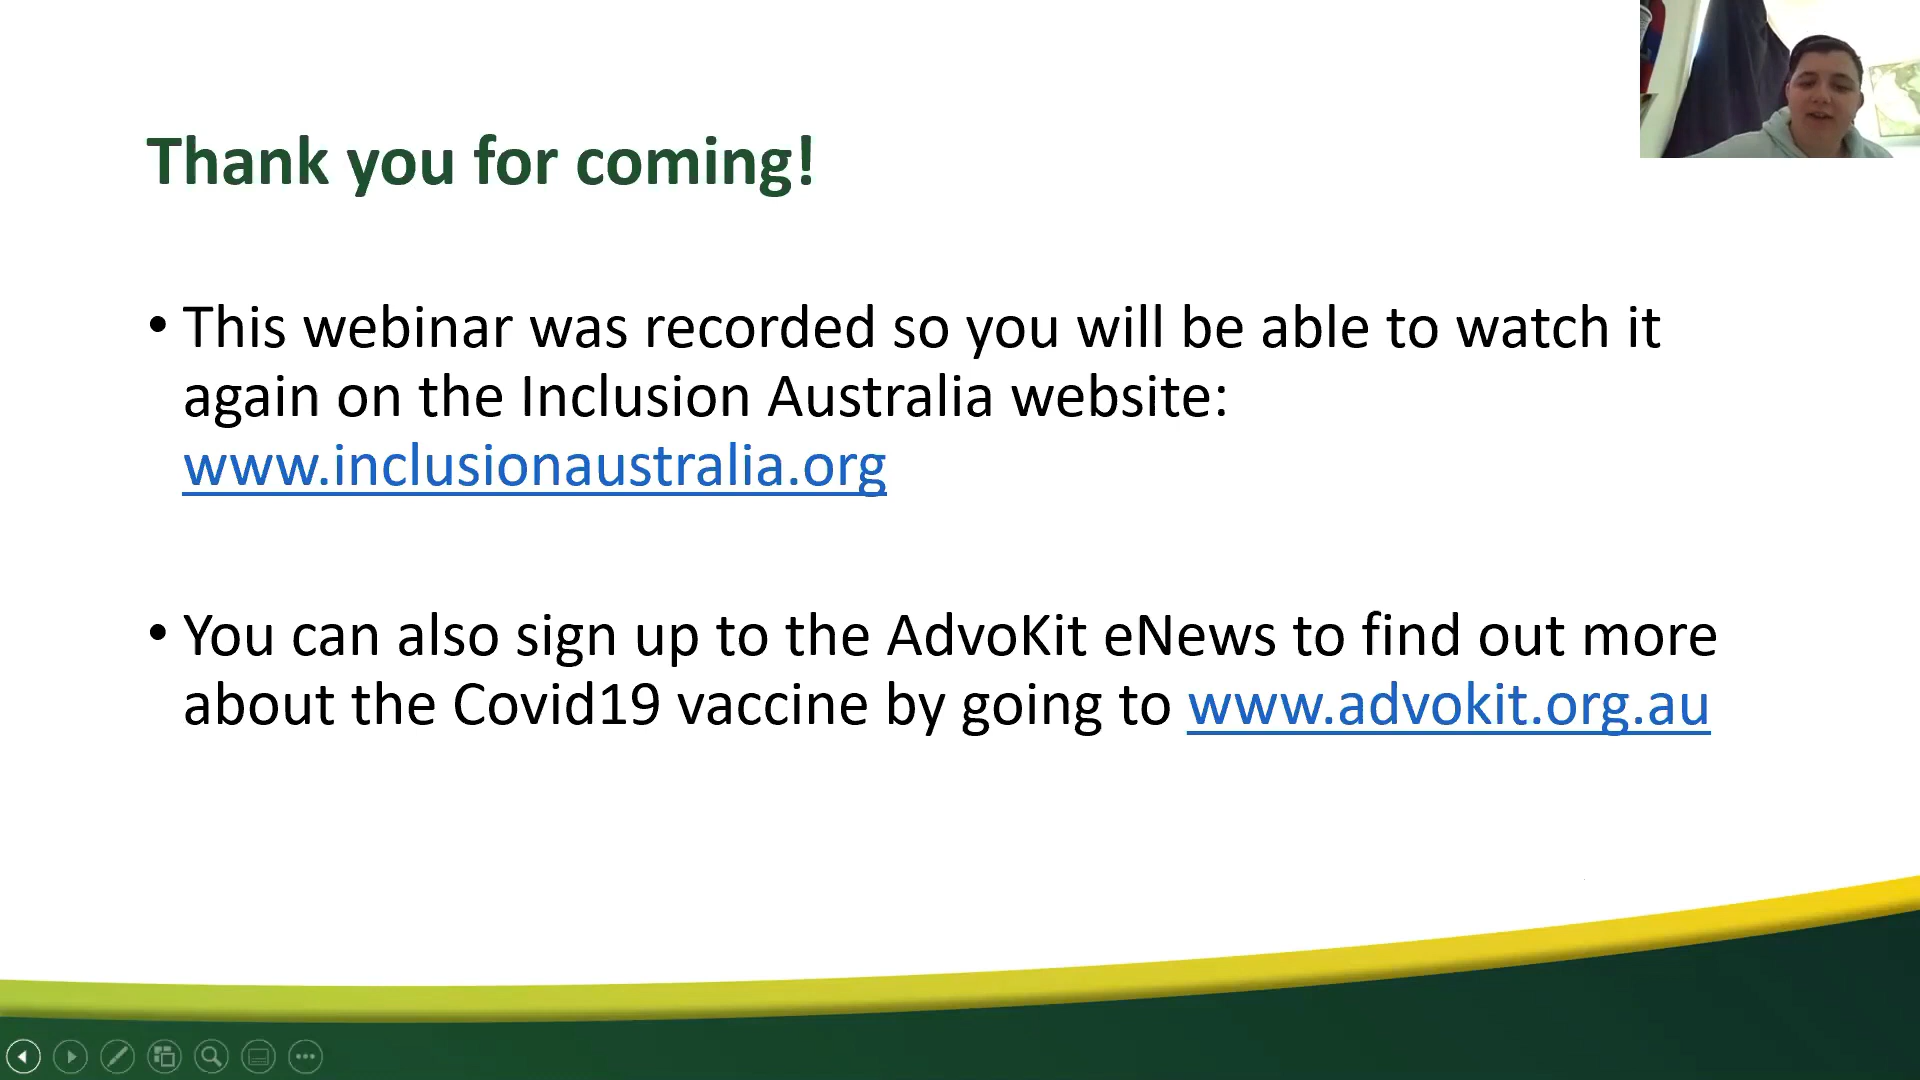 Thank you for coming!
• This webinar was recorded so you will be able to watch it
again on the Inclusion Australia website:
www.inclusionaustralia.org
• You can also sign up to the AdvoKit eNews to find out more
about the Covid19 vaccine by going to www.advokit.org.au